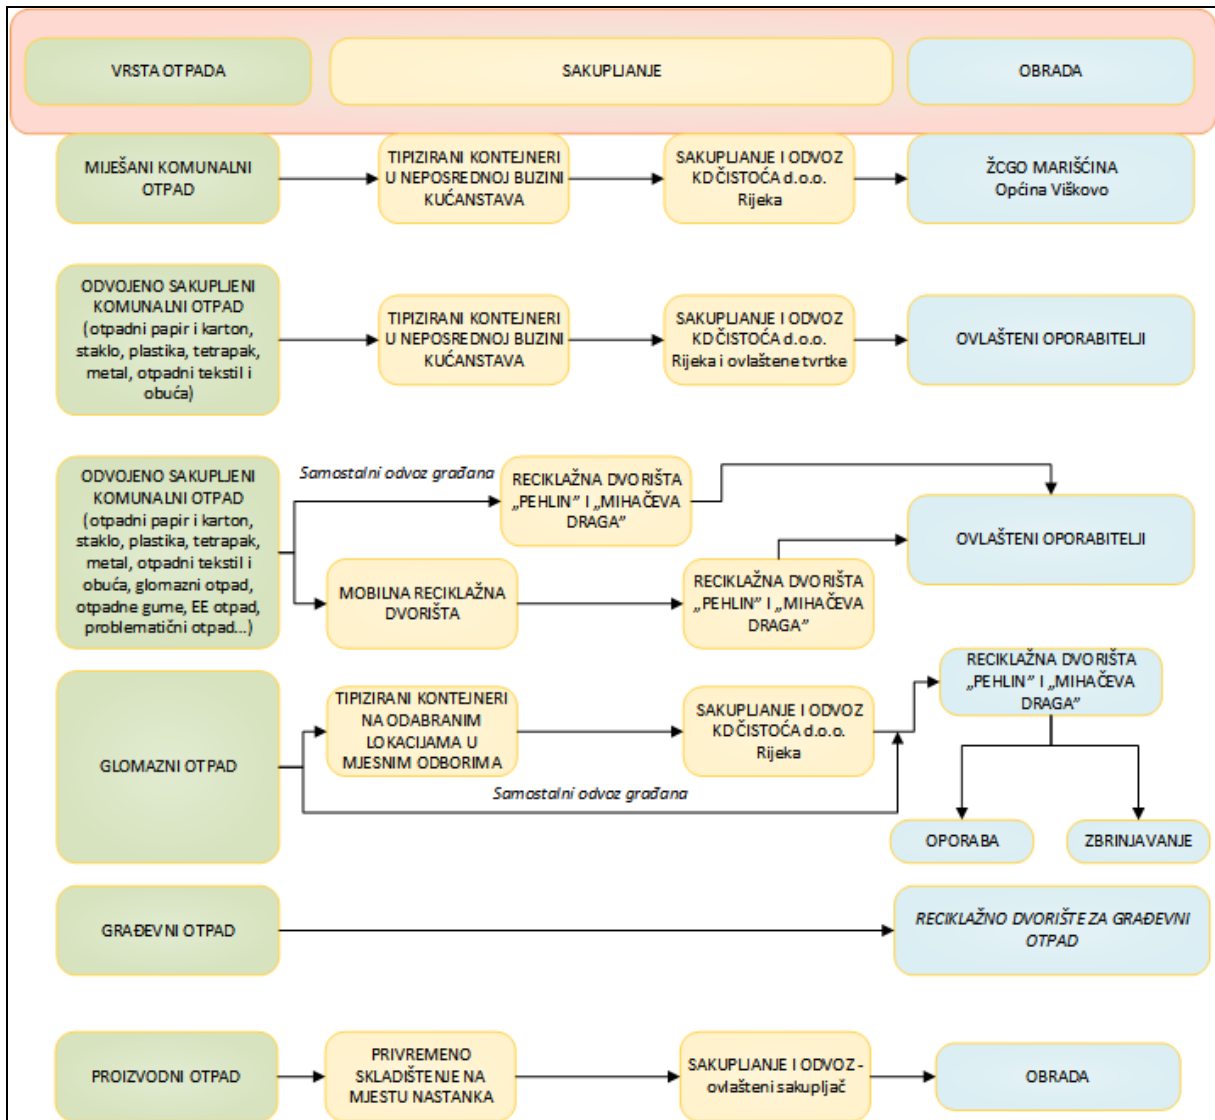 VRSTA OTPADA
SAKUPLJANJE
OBRADA
MIJEŠANI KOMUNALNI
OTPAD
TIPIZIRANI KONTEJNERI
U NEPOSREDNOJ BLIZINI
KUĆANSTAVA
SAKUPLJANJE I ODVOZ
KD ČISTOĆA d.o.o.
Rijeka
ŽCGO MARIŠĆINA
Općina Viškovo
ODVOJENO SAKUPLJENI
KOMUNALNI OTPAD
(otpadni papir i karton,
staklo, plastika, tetrapak,
metal, otpadni tekstil i
obuća)
TIPIZIRANI KONTEJNERI
U NEPOSREDNOJ BLIZINI
KUĆANSTAVA
SAKUPLJANJE I ODVOZ
KD ČISTOĆA d.o.o.
Rijeka i ovlaštene tvrtke
OVLAŠTENI OPORABITELJI
ODVOJENO SAKUPLJENI
KOMUNALNI OTPAD
(otpadni papir i karton,
staklo, plastika, tetrapak,
metal, otpadni tekstil i
obuća, glomazni otpad,
otpadne gume, EE otpad,
problematični otpad...)
Samostalni odvoz građana
RECIKLAŽNA DVORIŠTA
„PEHLIN” I „MIHAČEVA
DRAGA”
MOBILNA RECIKLAŽNA
DVORIŠTA
RECIKLAŽNA DVORIŠTA
„PEHLIN” I „MIHAČEVA
DRAGA”
OVLAŠTENI OPORABITELJI
GLOMAZNI OTPAD
TIPIZIRANI KONTEJNERI
NA ODABRANIM
LOKACIJAMA U
MJESNIM ODBORIMA
SAKUPLJANJE I ODVOZ
KD ČISTOĆA d.o.o.
Rijeka
Samostalni odvoz građana
RECIKLAŽNA DVORIŠTA
„PEHLIN” I „MIHAČEVA
DRAGA”
OPORABA
ZBRINJAVANJE
GRAĐEVNI OTPAD
RECIKLAŽNO DVORIŠTE ZA GRAĐEVNI
OTPAD
PROIZVODNI OTPAD
PRIVREMENO
SKLADIŠTENJE NA
MJESTU NASTANKA
SAKUPLJANJE I ODVOZ -
ovlašteni sakupljač
OBRADA